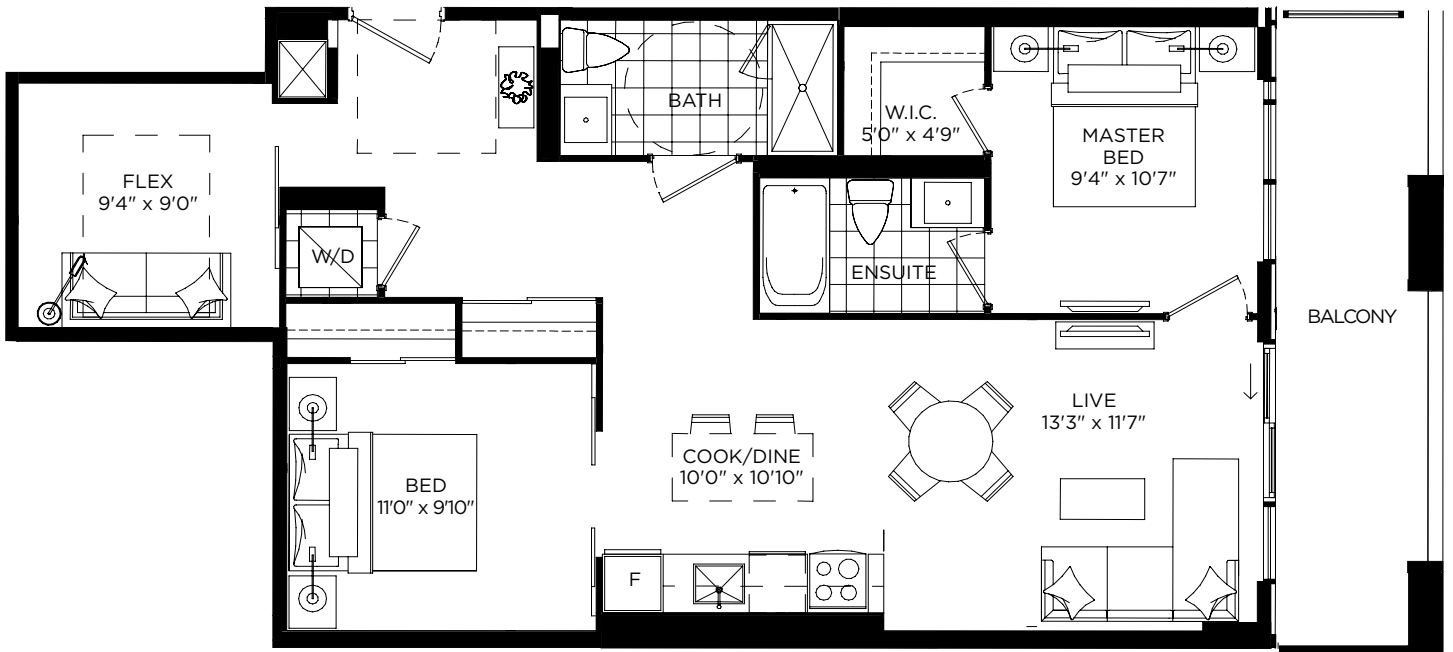 BATH
W.I.C.
5'0" x 4'9"
MASTER
BED
9'4" x 10'7"
FLEX
9'4" x 9'0"
W/D
ENSUITE
BALCONY
LIVE
13'3" x 11'7"
COOK/DINE
10'0" x 10'10"
BED
11'0" x 9'10"
F